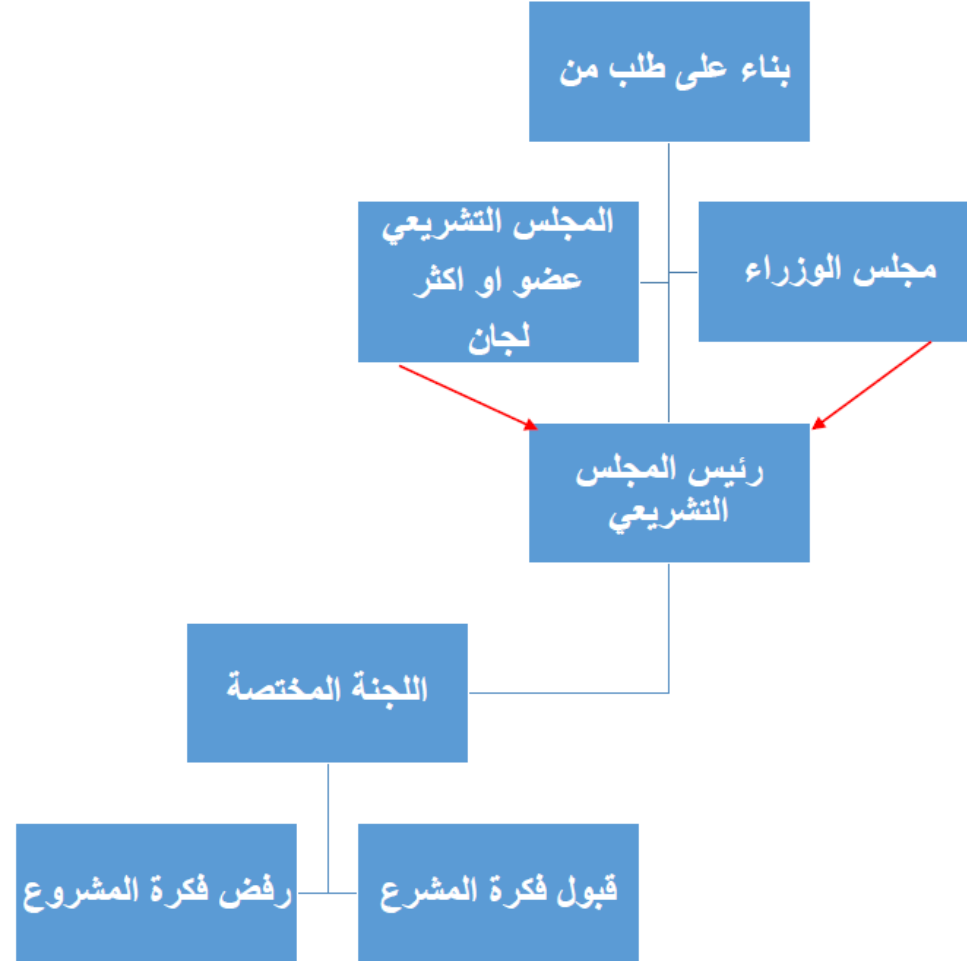 بناء على طلب من
مجلس الوزراء
المجلس التشريعي
عضو او اكثر
لجان
رئيس المجلس
التشريعي
اللجنة المختصة
قبول فكرة المشرع
رفض فكرة المشروع